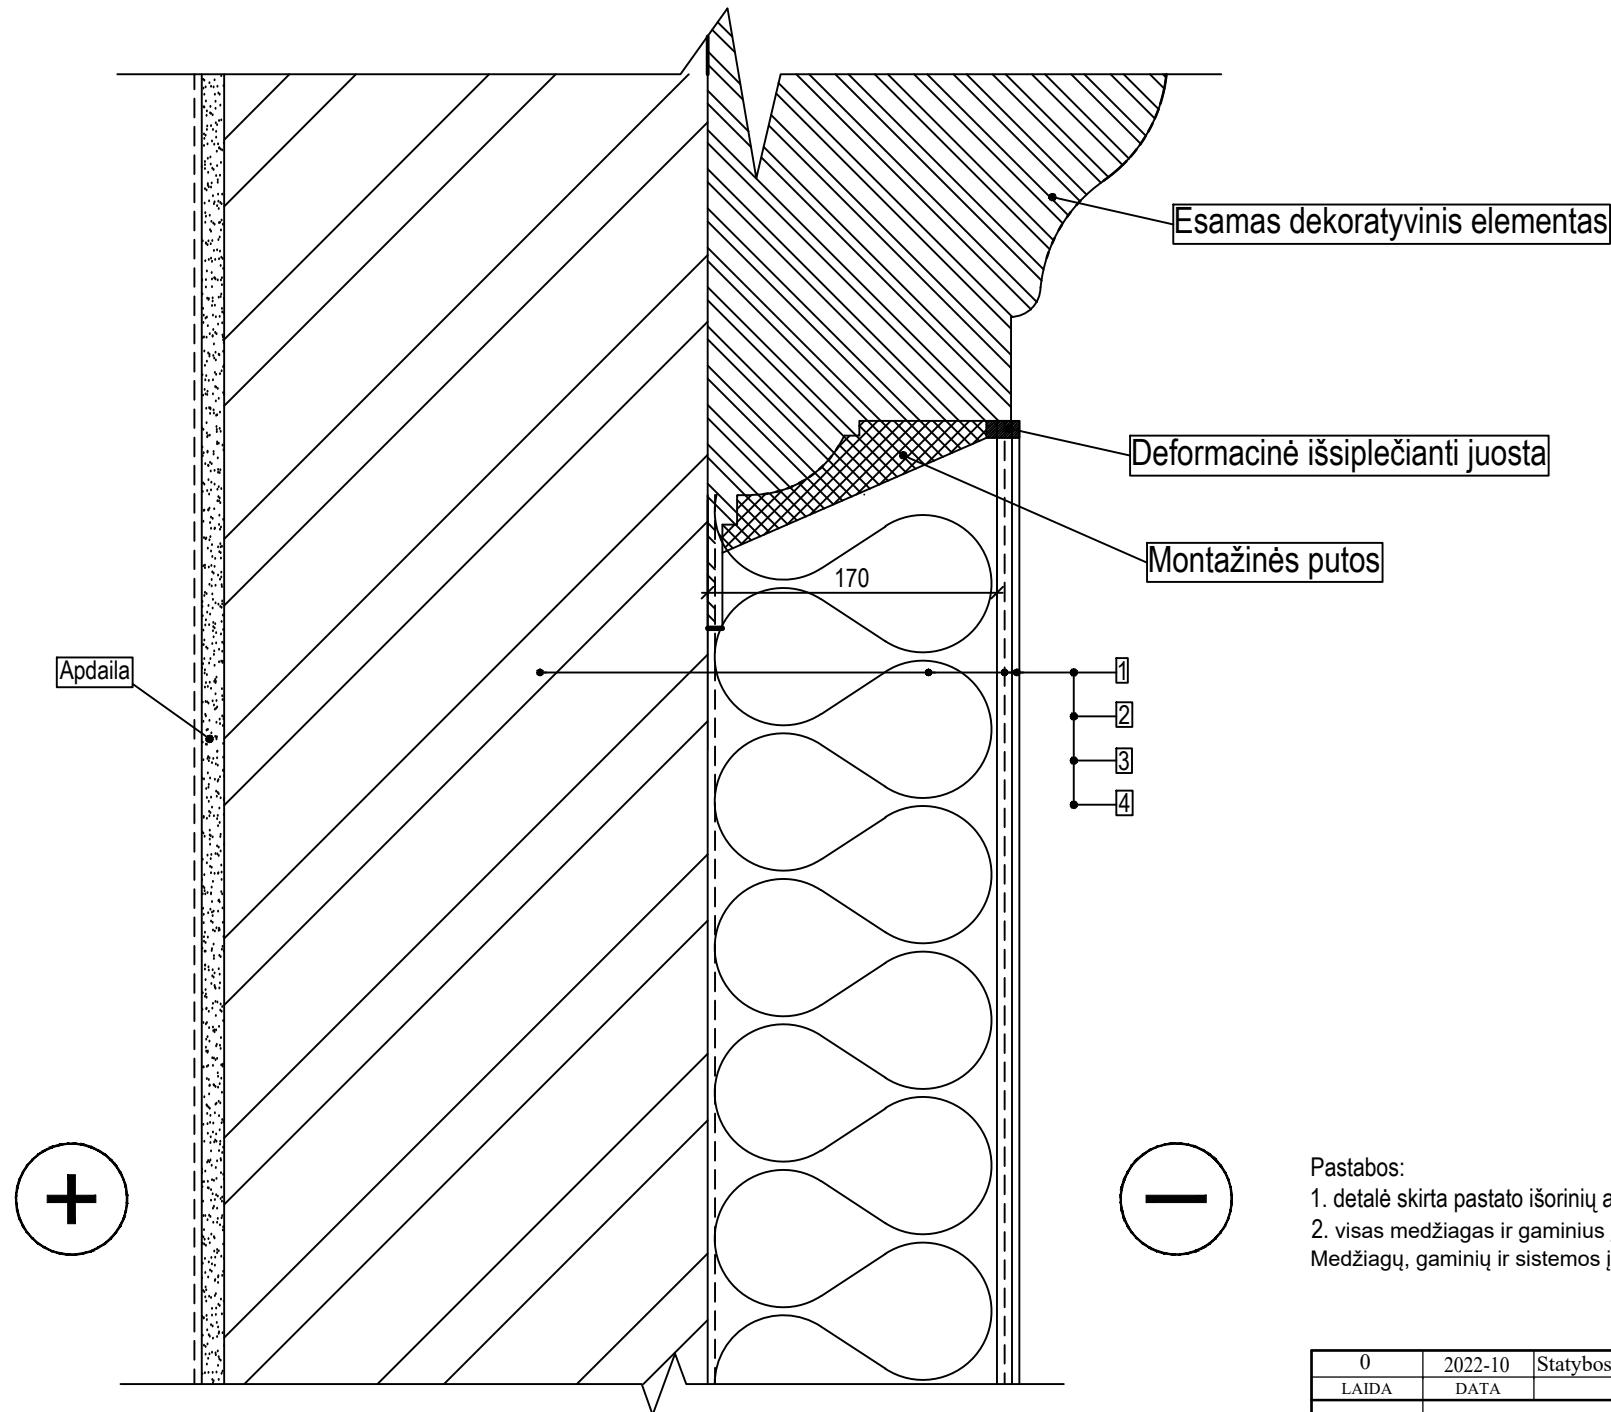 Esamas dekoratyvinis elementas
Deformacinė išsiplečianti juosta
Montažinės putos
170
Apdaila
1
2
3
4
+
−
Pastabos:
1. detalė skirta pastato išorinių a
2. visas medžiagas ir gaminius
Medžiagų, gaminių ir sistemos į
0 2022-10 Statybos
LAIDA DATA